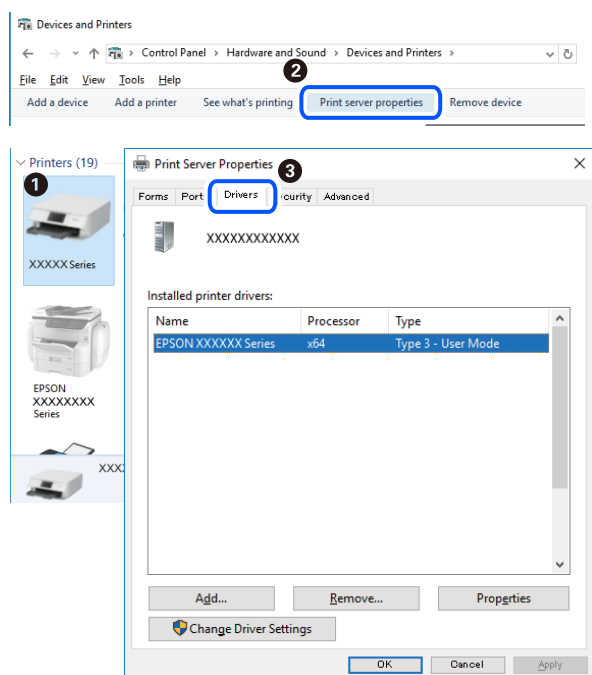 Devices and Printers
Control Panel > Hardware and Sound > Devices and Printers >
2
File Edit View Tools Help
Add a device Add a printer See what's printing Print server properties Remove device
Printers (19)
1
XXXXX Series
EPSON
XXXXXXXX
Series
XXX
Print Server Properties
3
Forms Port Drivers curity Advanced
XXXXXXXXXXXX
Installed printer drivers:
Name Processor Type
EPSON XXXXXX Series x64 Type 3 - User Mode
Add... Remove... Properties
Change Driver Settings
OK Cancel Apply